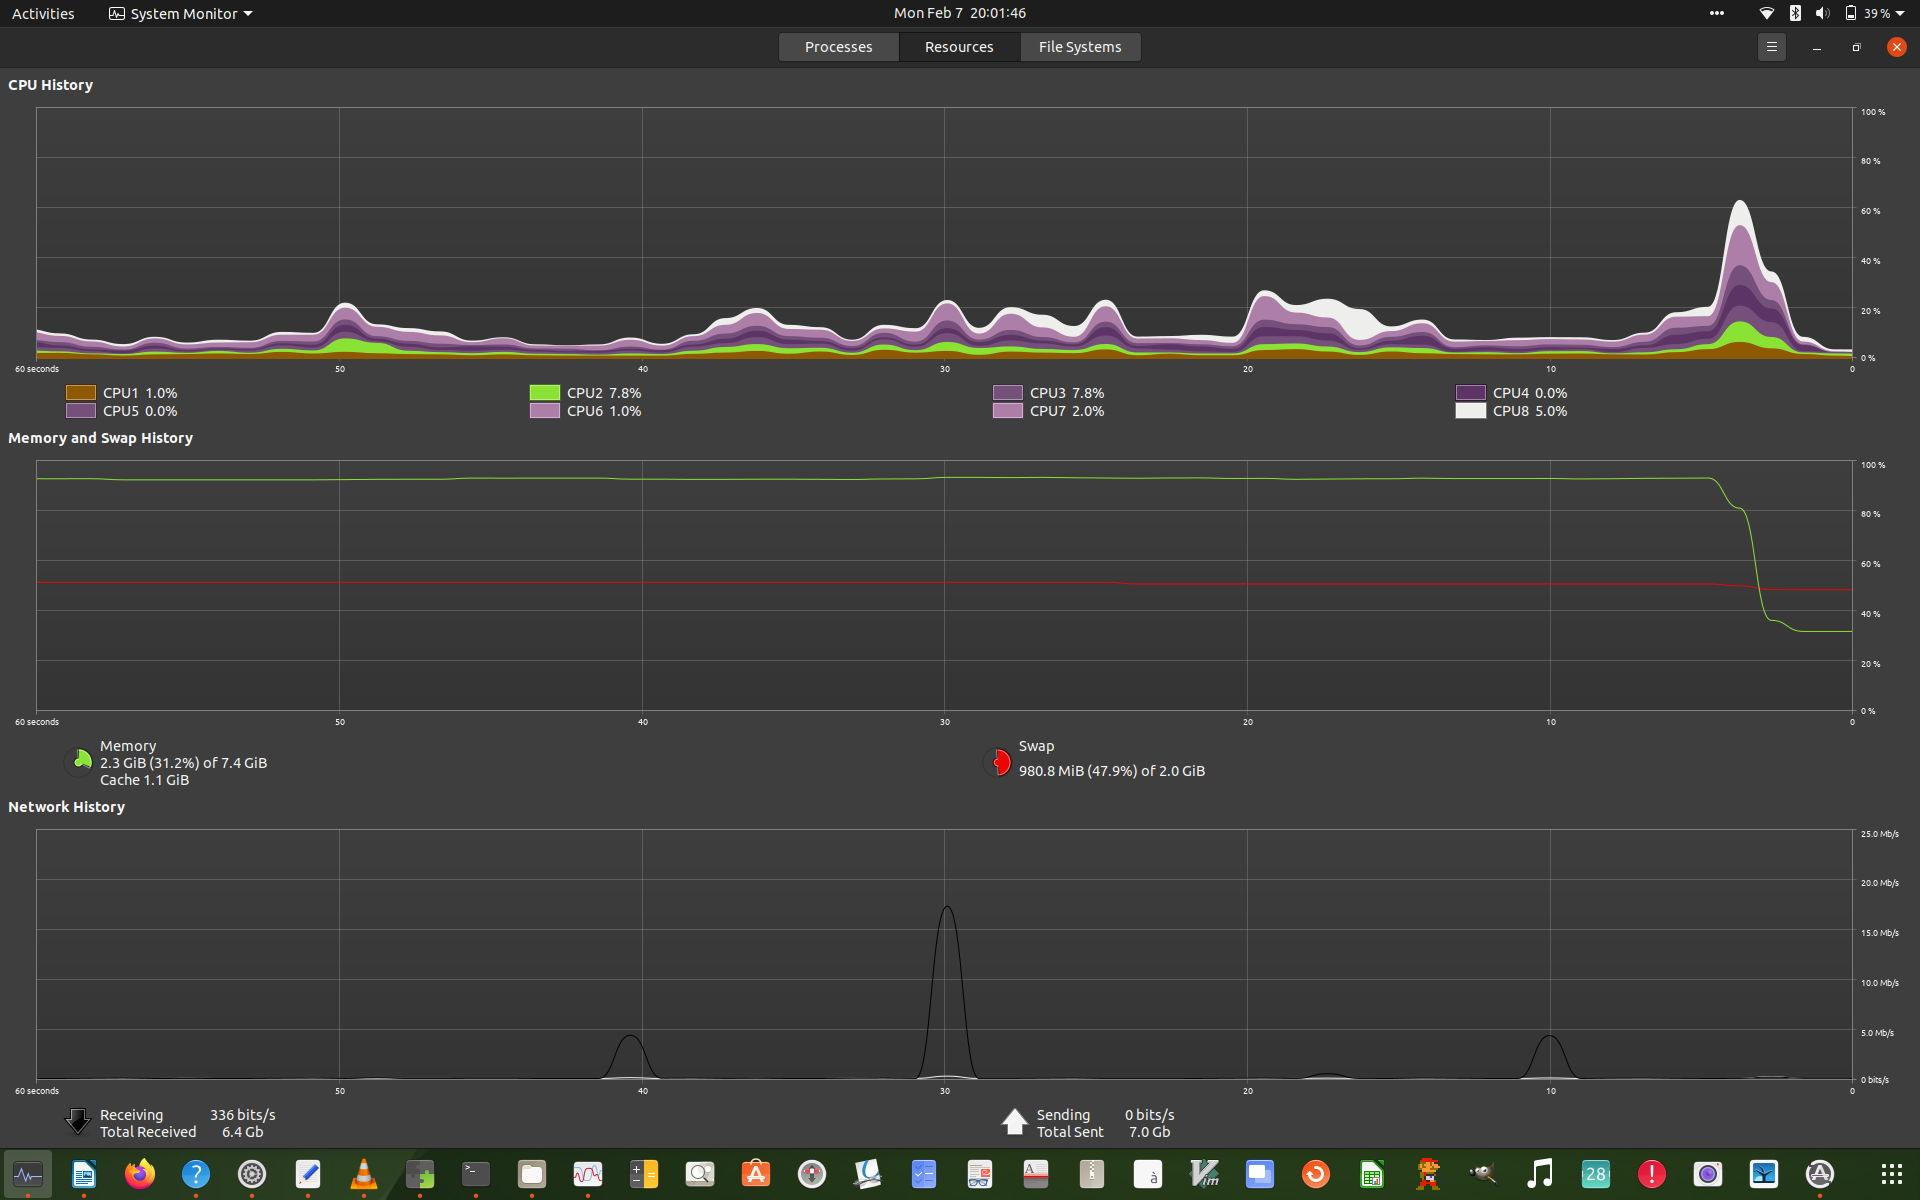 Activities System Monitor Mon Feb 7 20:01:46 39 %
Processes Resources File Systems
CPU History
100 %
80 %
60 %
40 %
20 %
0 %
60 seconds 50 40 30 20 10 0
CPU1 1.0% CPU2 7.8% CPU3 7.8% CPU4 0.0%
CPU5 0.0% CPU6 1.0% CPU7 2.0% CPU8 5.0%
Memory and Swap History
100 %
80 %
60 %
40 %
20 %
0 %
60 seconds 50 40 30 20 10 0
Memory
2.3 GiB (31.2%) of 7.4 GiB
Cache 1.1 GiB
Swap
980.8 MiB (47.9%) of 2.0 GiB
Network History
25.0 Mb/s
20.0 Mb/s
15.0 Mb/s
10.0 Mb/s
5.0 Mb/s
0 bits/s
60 seconds 50 40 30 20 10 0
Receiving 336 bits/s Sending 0 bits/s
Total Received 6.4 Gb Total Sent 7.0 Gb
? >_ A A à Vim 28 !